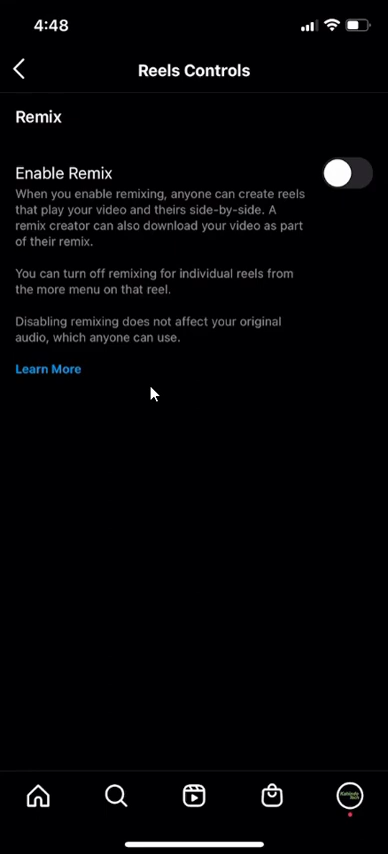 4:48
Reels Controls
Remix
Enable Remix
When you enable remixing, anyone can create reels
that play your video and theirs side-by-side. A
remix creator can also download your video as part
of their remix.
You can turn off remixing for individual reels from
the more menu on that reel.
Disabling remixing does not affect your original
audio, which anyone can use.
Learn More